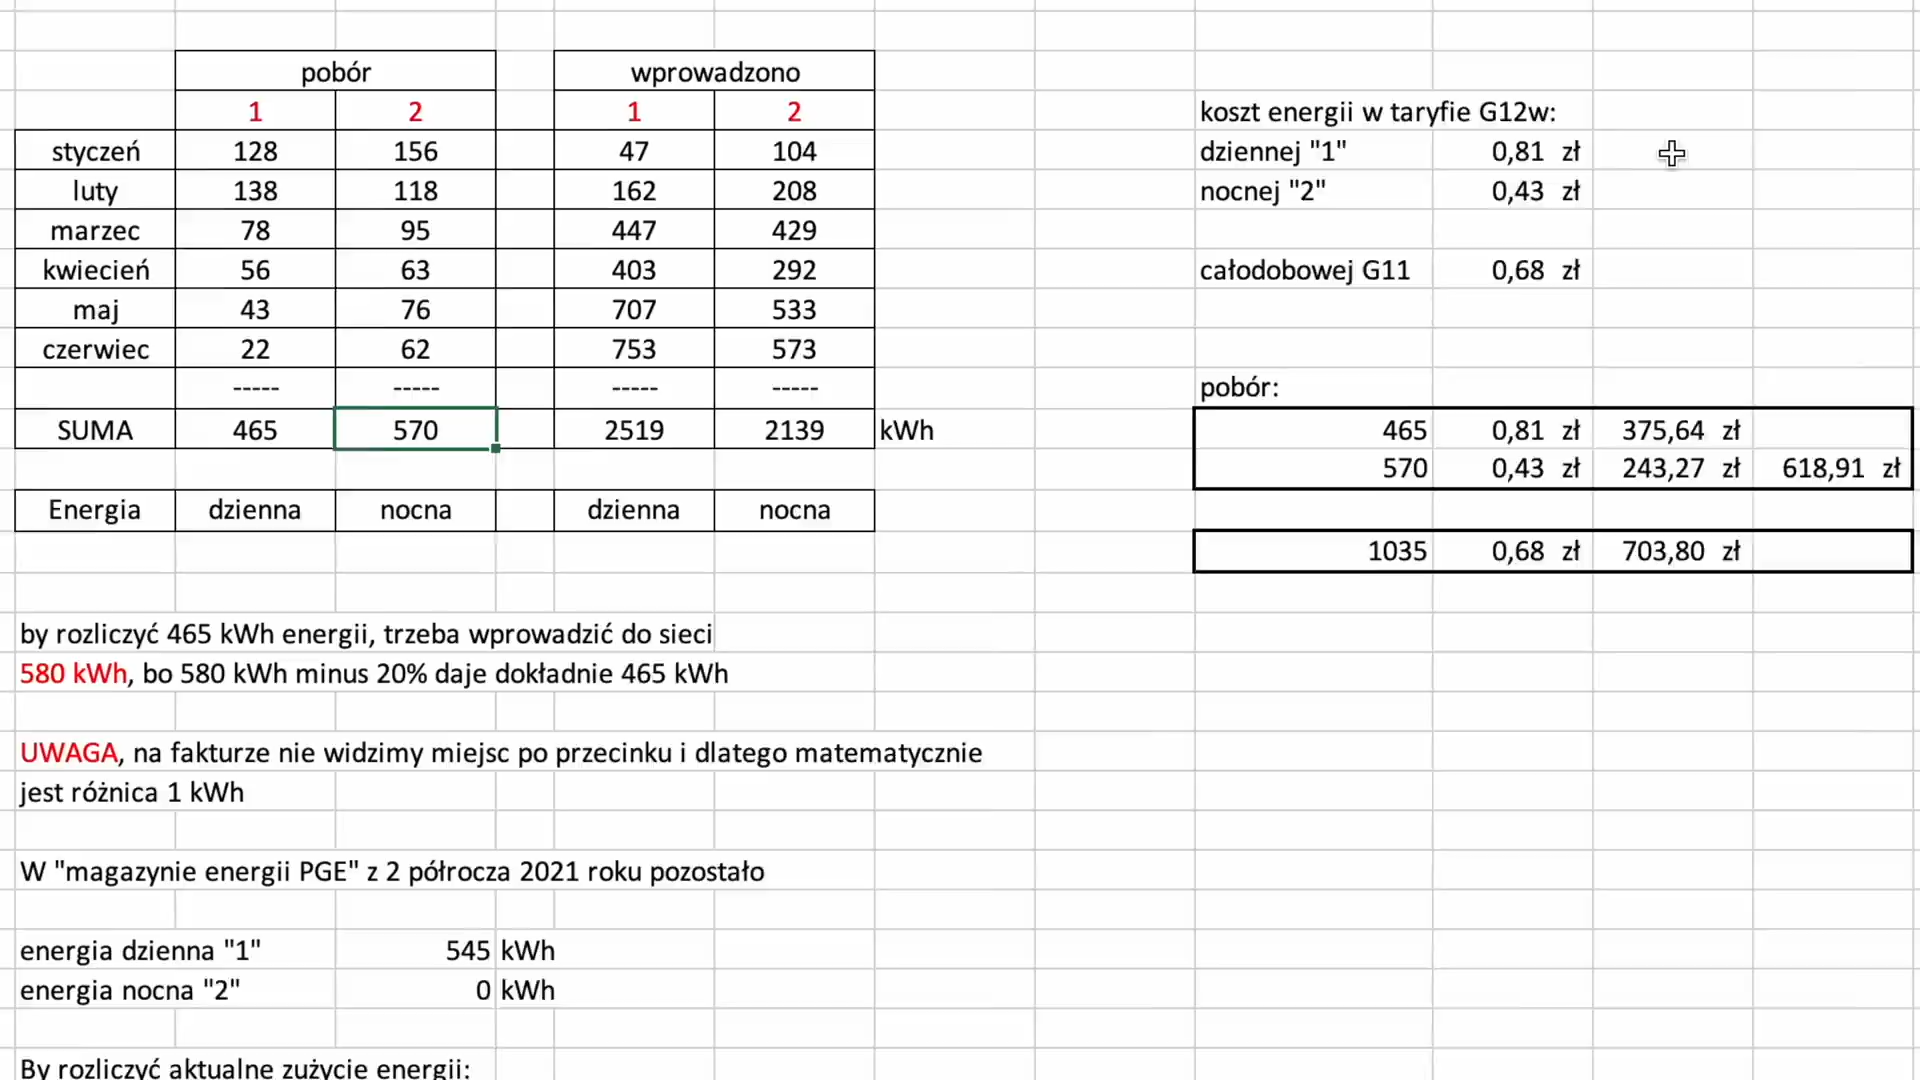 pobór wprowadzono
1 2 1 2
styczeń 128 156 47 104
luty 138 118 162 208
marzec 78 95 447 429
kwiecień 56 63 403 292
maj 43 76 707 533
czerwiec 22 62 753 573
----- ----- ----- -----
SUMA 465 570 2519 2139 kWh
Energia dzienna nocna dzienna nocna
by rozliczyć 465 kWh energii, trzeba wprowadzić do sieci
580 kWh, bo 580 kWh minus 20% daje dokładnie 465 kWh
UWAGA, na fakturze nie widzimy miejsc po przecinku i dlatego matematycznie
jest różnica 1 kWh
W "magazynie energii PGE" z 2 półrocza 2021 roku pozostało
energia dzienna "1" 545 kWh
energia nocna "2" 0 kWh
By rozliczyć aktualne zużycie energii:
koszt energii w taryfie G12w:
dziennej "1" 0,81 zł
nocnej "2" 0,43 zł
całodobowej G11 0,68 zł
pobór:
465 0,81 zł 375,64 zł
570 0,43 zł 243,27 zł 618,91 zł
1035 0,68 zł 703,80 zł